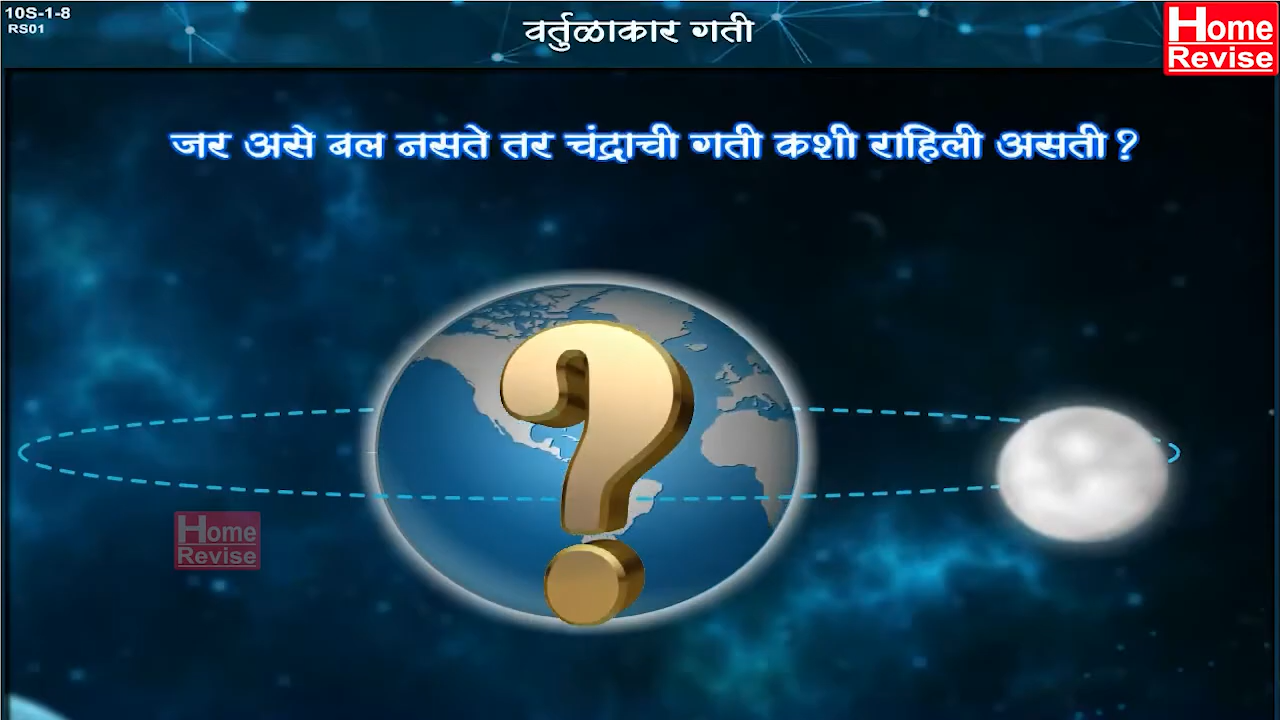 10S-1-8
RS01
वर्तुळाकार गती
Home
Revise
जर असे बल नसते तर चंद्राची गती कशी राहिली असती ?
Home
Revise